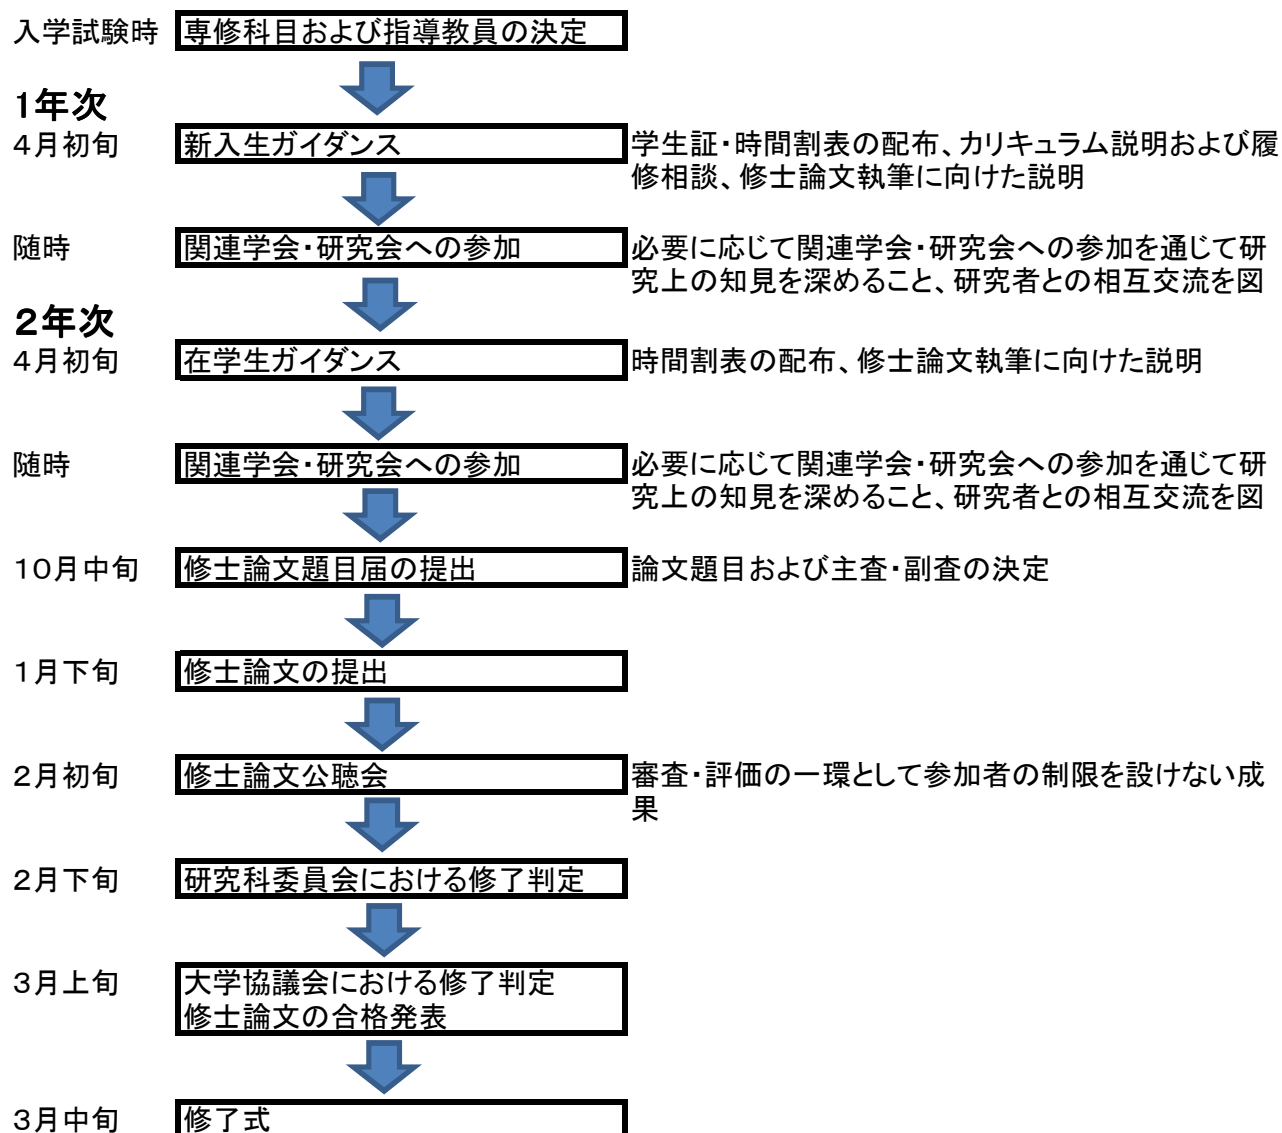 入学試験時 専修科目および指導教員の決定
1年次
4月初旬 新入生ガイダンス 学生証・時間割表の配布、カリキュラム説明および履
修相談、修士論文執筆に向けた説明
随時 関連学会・研究会への参加 必要に応じて関連学会・研究会への参加を通じて研
究上の知見を深めること、研究者との相互交流を図
2年次
4月初旬 在学生ガイダンス 時間割表の配布、修士論文執筆に向けた説明
随時 関連学会・研究会への参加 必要に応じて関連学会・研究会への参加を通じて研
究上の知見を深めること、研究者との相互交流を図
10月中旬 修士論文題目届の提出 論文題目および主査・副査の決定
1月下旬 修士論文の提出
2月初旬 修士論文公聴会 審査・評価の一環として参加者の制限を設けない成
果
2月下旬 研究科委員会における修了判定
3月上旬 大学協議会における修了判定
修士論文の合格発表
3月中旬 修了式